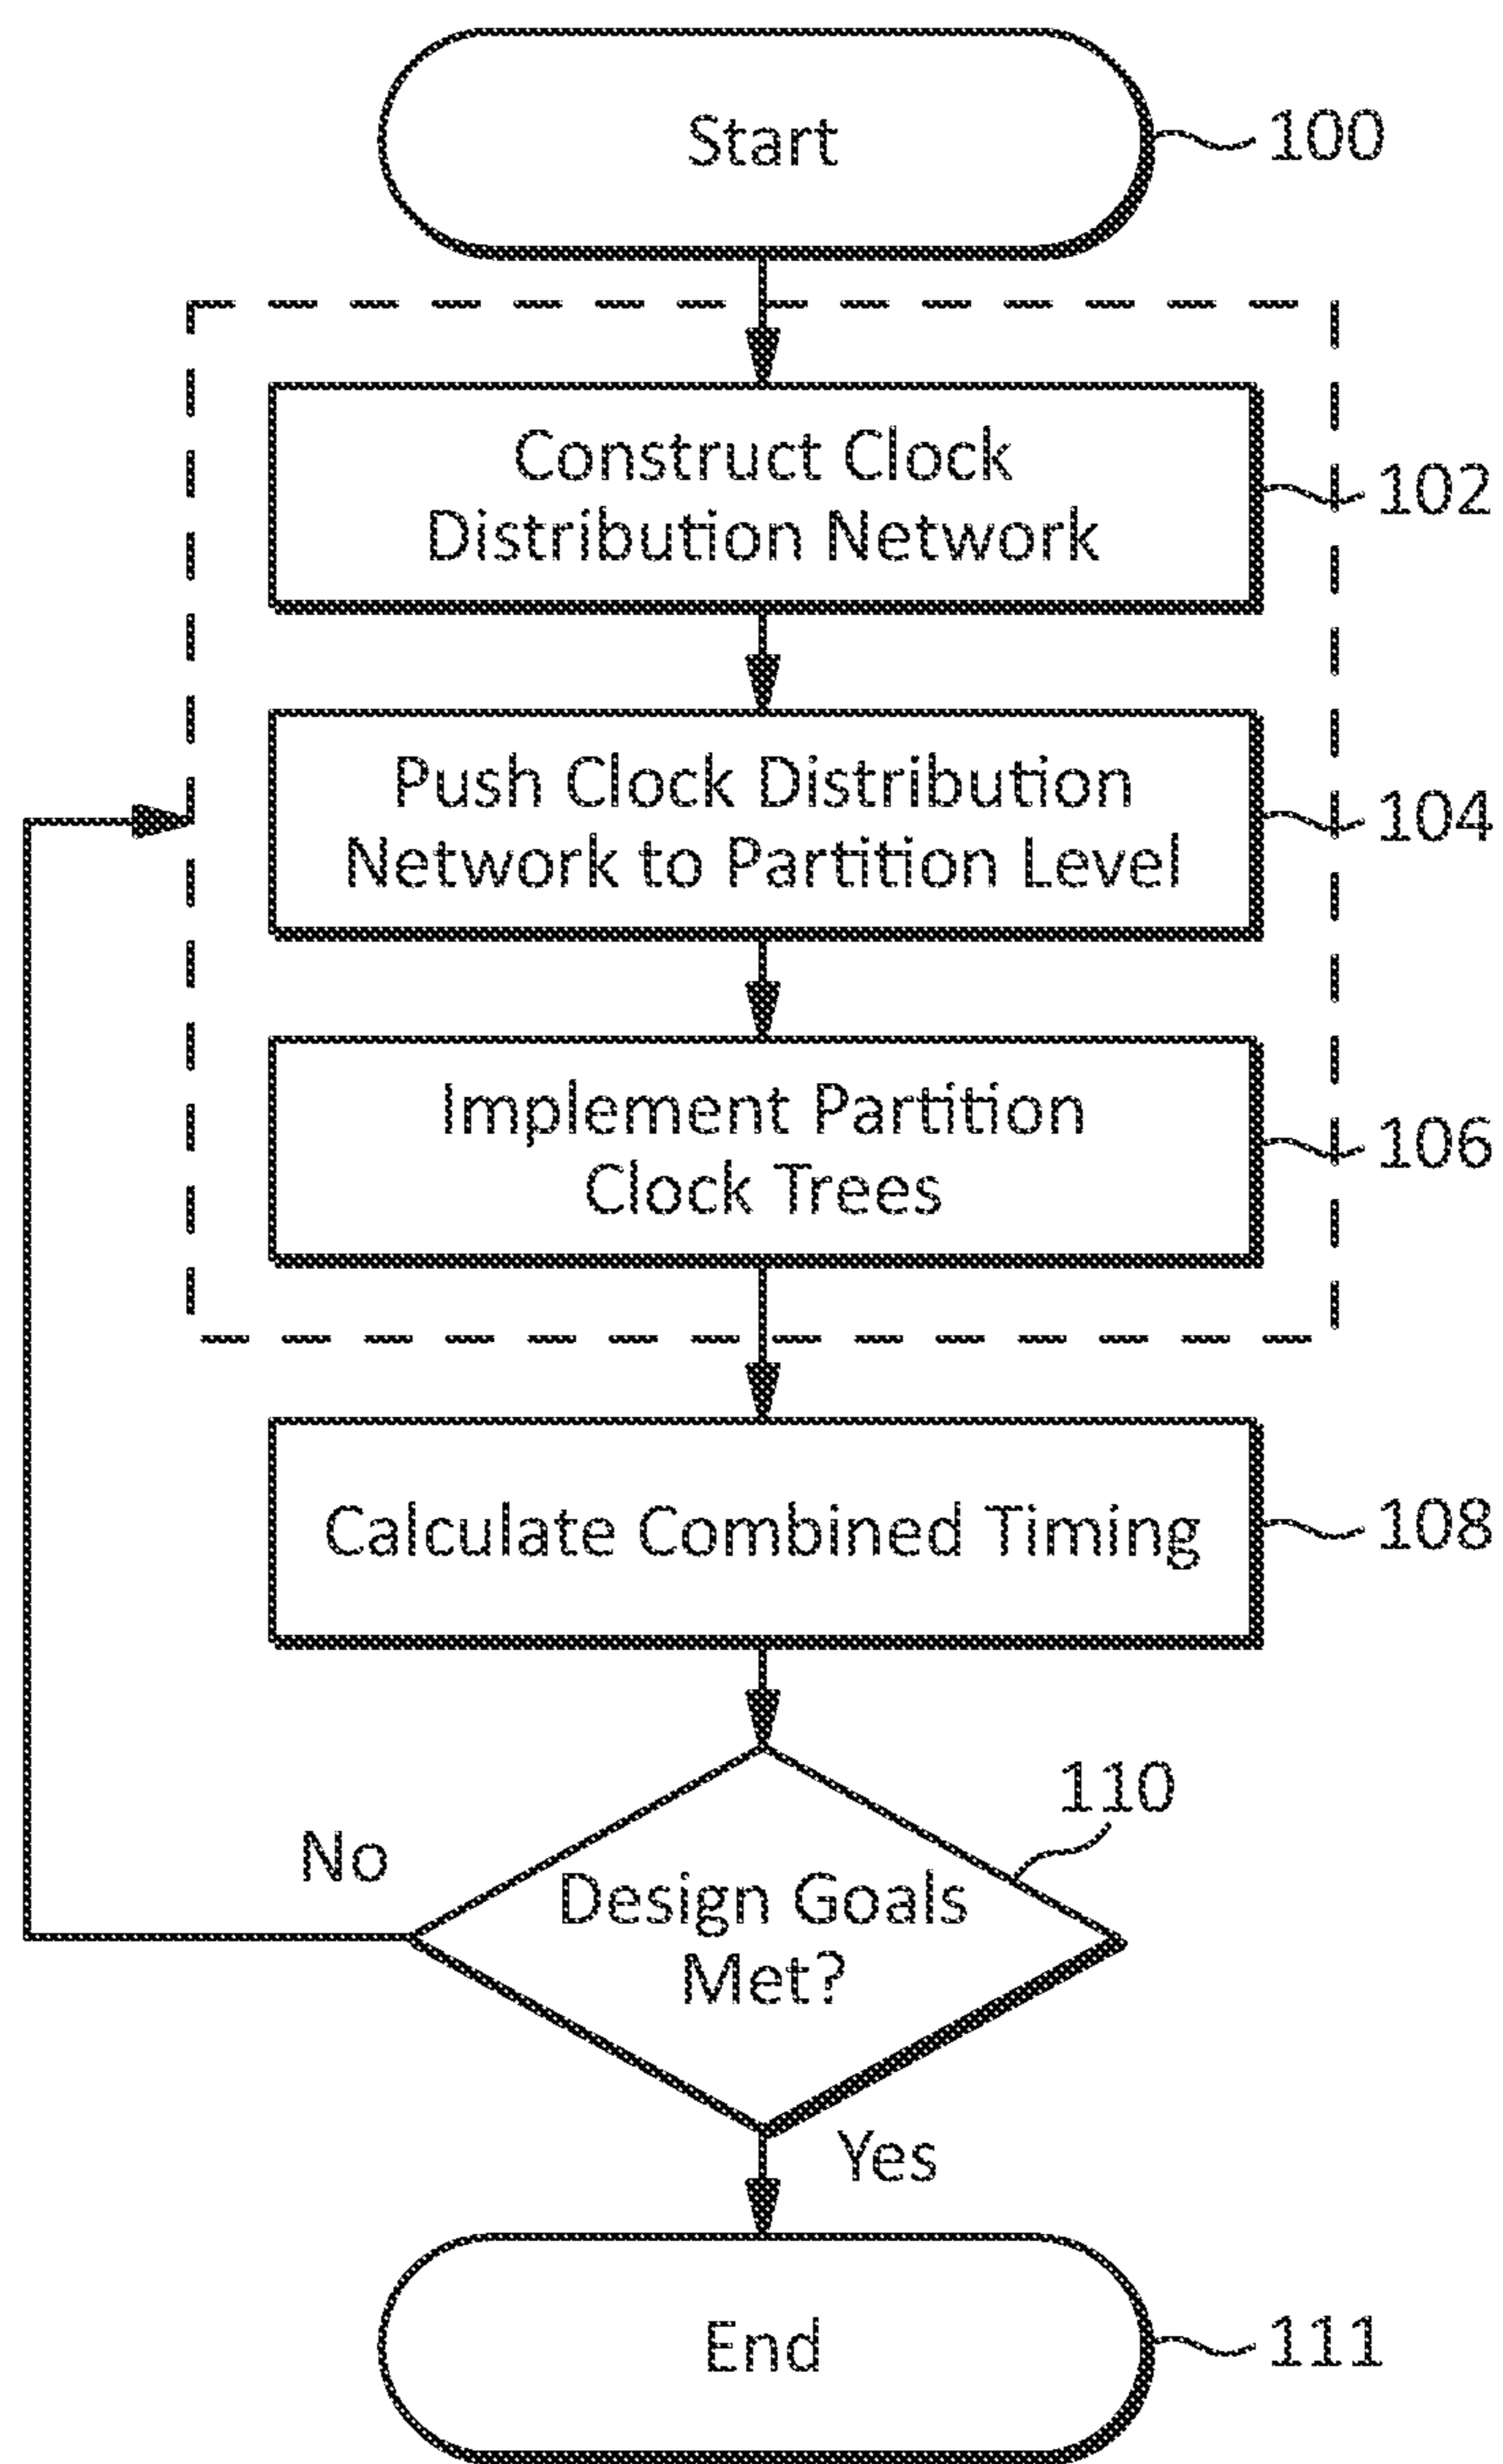 Start
100
Construct Clock
Distribution Network
102
Push Clock Distribution
Network to Partition Level
104
Implement Partition
Clock Trees
106
Calculate Combined Timing
108
110
No
Design Goals
Met?
Yes
End
111